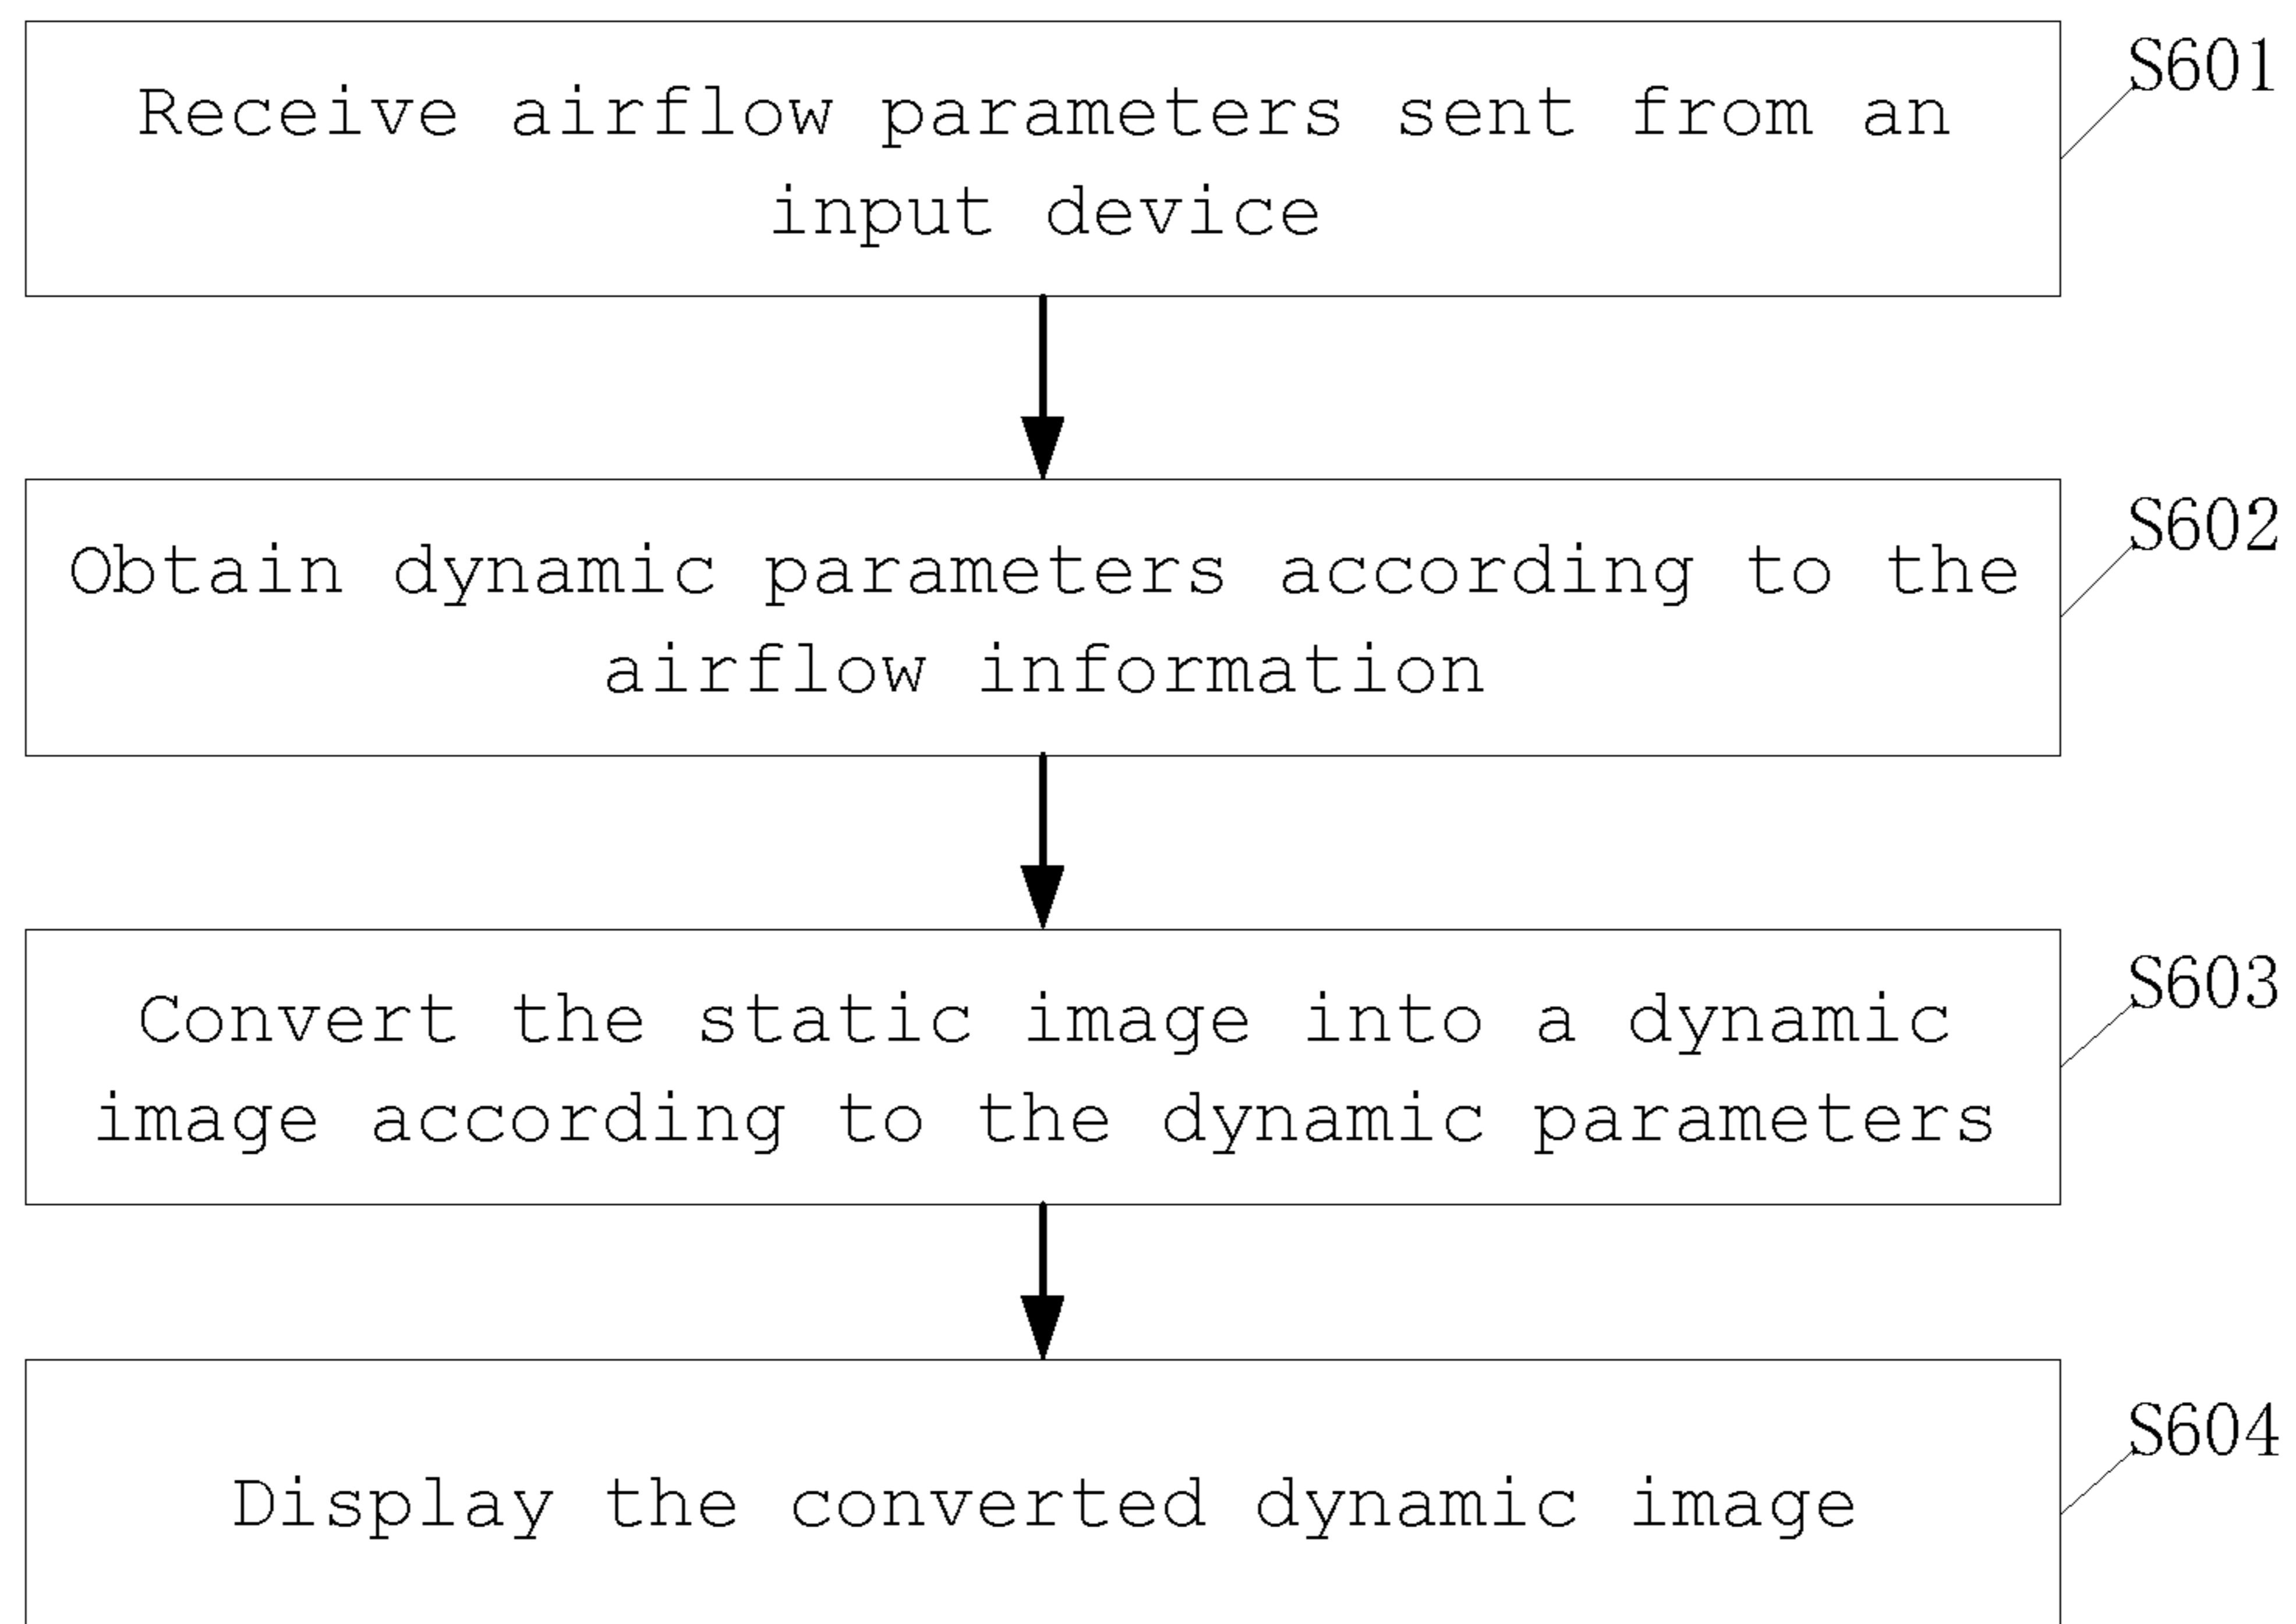 Receive airflow parameters sent from an
input device
S601
Obtain dynamic parameters according to the
airflow information
S602
Convert the static image into a dynamic
image according to the dynamic parameters
S603
Display the converted dynamic image
S604